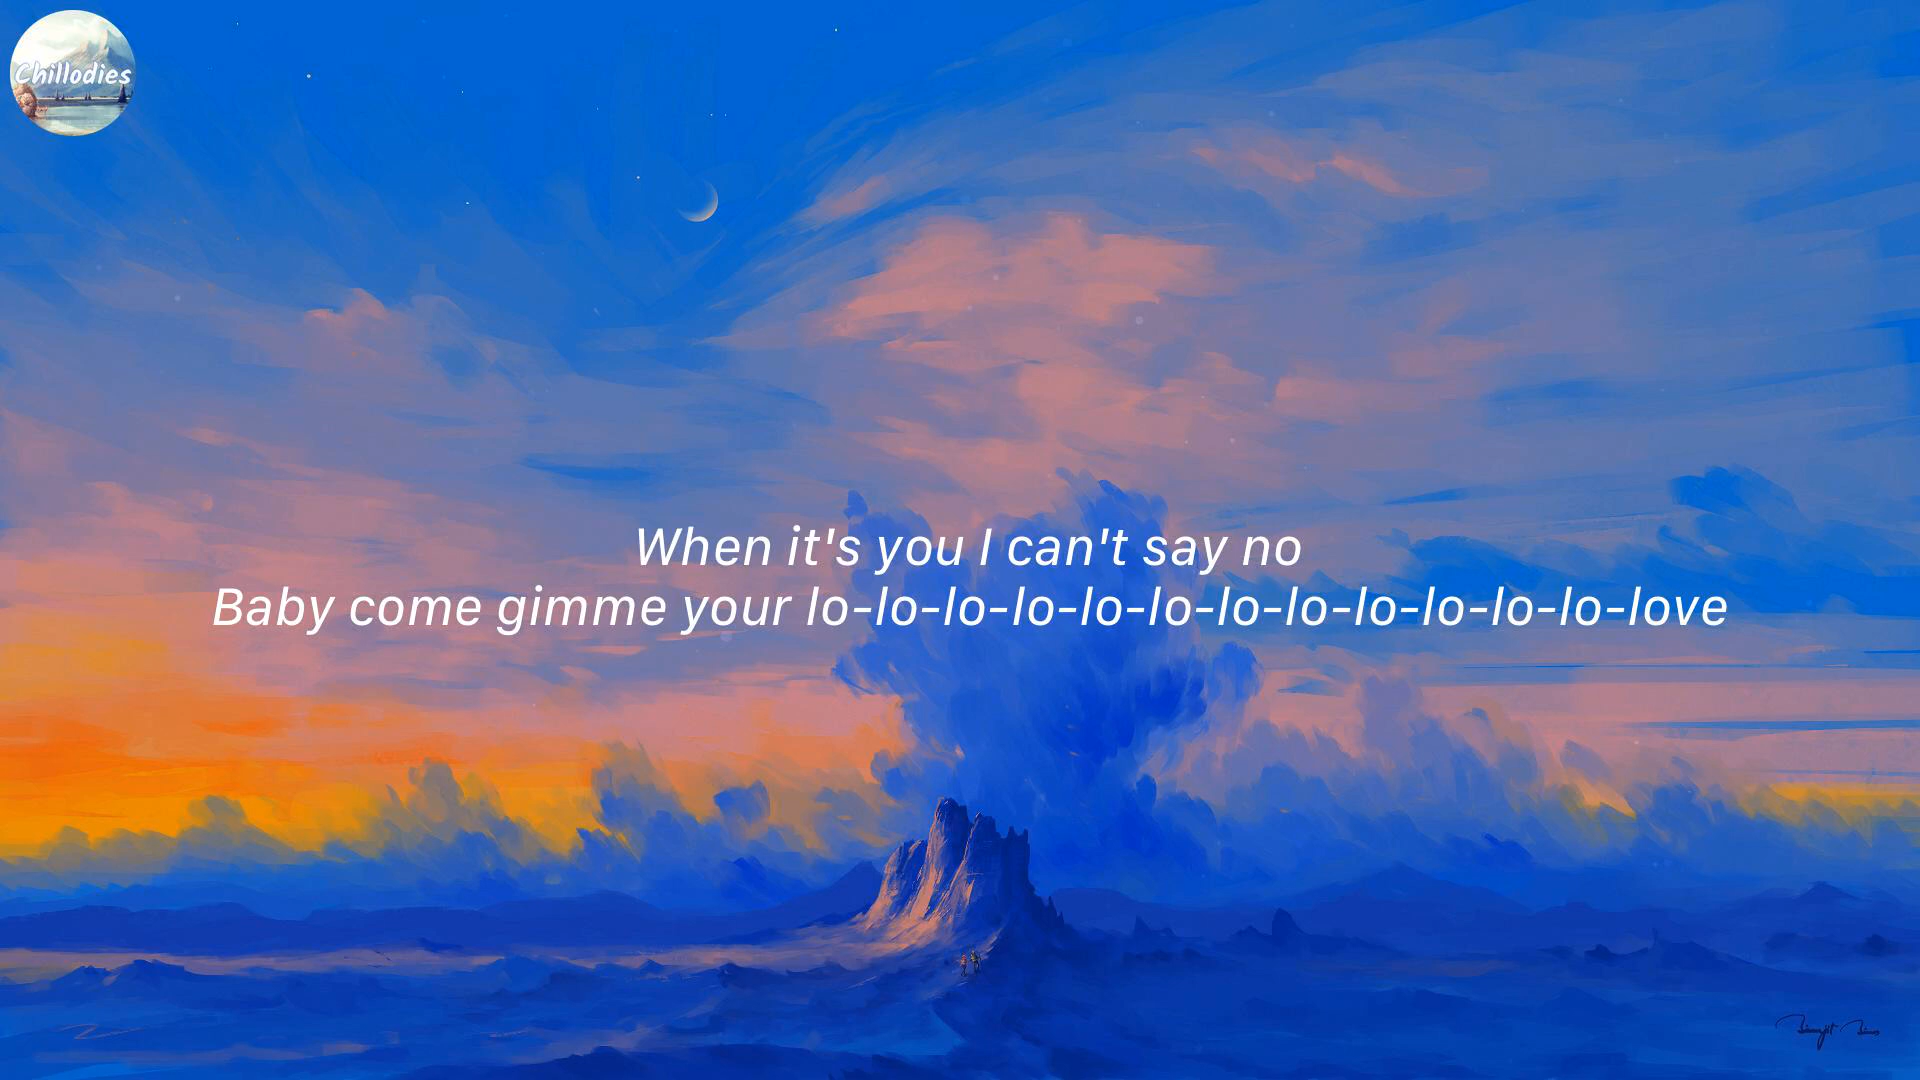 Chillodies
When it's you I can't say no
Baby come gimme your lo-lo-lo-lo-lo-lo-lo-lo-lo-lo-lo-lo-love